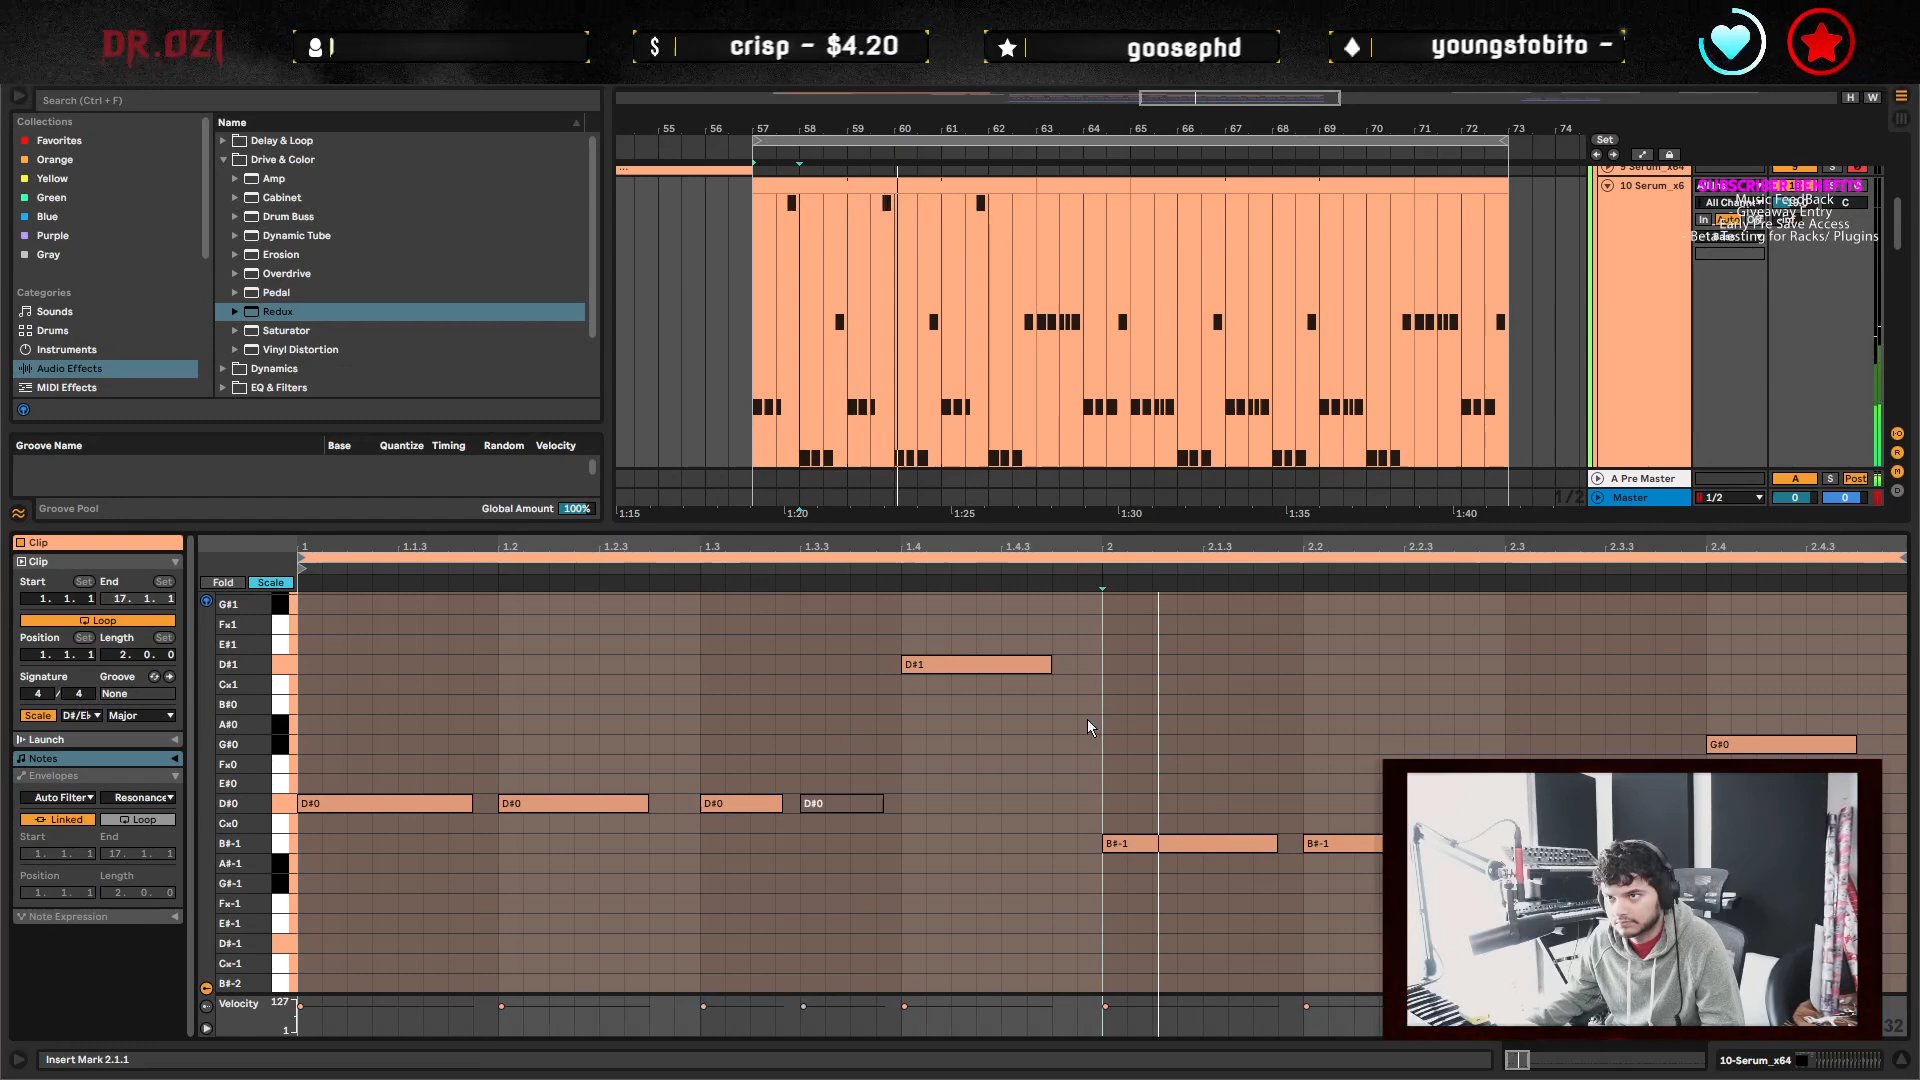 DR.OZI
$ crisp - $4.20
goosephd
youngstobito -
Search (Ctrl + F)
Collections
Favorites
Orange
Yellow
Green
Blue
Purple
Gray
Categories
Sounds
Drums
Instruments
Audio Effects
MIDI Effects
Name
Delay & Loop
Drive & Color
Amp
Cabinet
Drum Buss
Dynamic Tube
Erosion
Overdrive
Pedal
Redux
Saturator
Vinyl Distortion
Dynamics
EQ & Filters
Groove Name Base Quantize Timing Random Velocity
Groove Pool Global Amount 100%
H W
55 56 57 58 59 60 61 62 63 64 65 66 67 68 69 70 71 72 73 74
Set
10 Serum_x6
SUBSCRIBER BENEFITS
Music FeedBack
- Giveaway Entry
- Early Pre Save Access
- Beta Testing for Racks/ Plugins
In Auto
C
A Pre Master A S Post
1/2 Master 1/2 0 0
1:15 1:20 1:25 1:30 1:35 1:40
Clip
Clip
Start Set End Set
1. 1. 1 17. 1. 1
Loop
Position Set Length Set
1. 1. 1 2. 0. 0
Signature Groove
4 / 4 None
Scale D#/Eb Major
Launch
Notes
Envelopes
Auto Filter Resonance
Linked Loop
Start End
1. 1. 1 17. 1. 1
Position Length
1. 1. 1 2. 0. 0
Note Expression
1 1.1.3 1.2 1.2.3 1.3 1.3.3 1.4 1.4.3 2 2.1.3 2.2 2.2.3 2.3 2.3.3 2.4 2.4.3
Fold Scale
G#1
Fx1
E#1
D#1 D#1
Cx1
B#0
A#0
G#0 G#0
Fx0
E#0
D#0 D#0 D#0 D#0 D#0
Cx0
B#-1 B#-1 B#-1
A#-1
G#-1
Fx-1
E#-1
D#-1
Cx-1
B#-2
Velocity 127
1
32
Insert Mark 2.1.1
10-Serum_x64